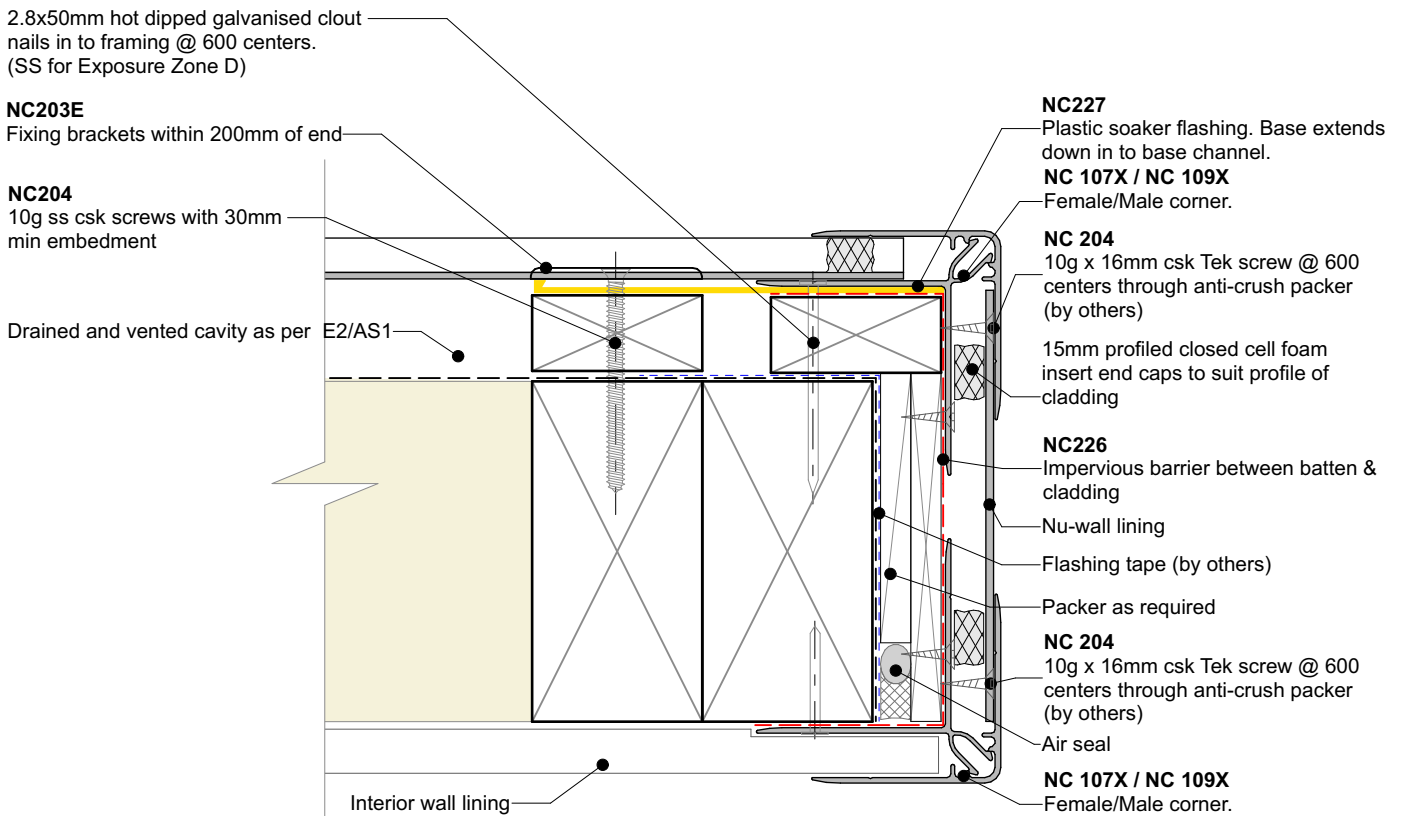 2.8x50mm hot dipped galvanised clout
nails in to framing @ 600 centers.
(SS for Exposure Zone D)
NC203E
Fixing brackets within 200mm of end
NC204
10g ss csk screws with 30mm
min embedment
Drained and vented cavity as per E2/AS1
Interior wall lining
NC227
Plastic soaker flashing. Base extends
down in to base channel.
NC 107X / NC 109X
Female/Male corner.
NC 204
10g x 16mm csk Tek screw @ 600
centers through anti-crush packer
(by others)
15mm profiled closed cell foam
insert end caps to suit profile of
cladding
NC226
Impervious barrier between batten &
cladding
Nu-wall lining
Flashing tape (by others)
Packer as required
NC 204
10g x 16mm csk Tek screw @ 600
centers through anti-crush packer
(by others)
Air seal
NC 107X / NC 109X
Female/Male corner.